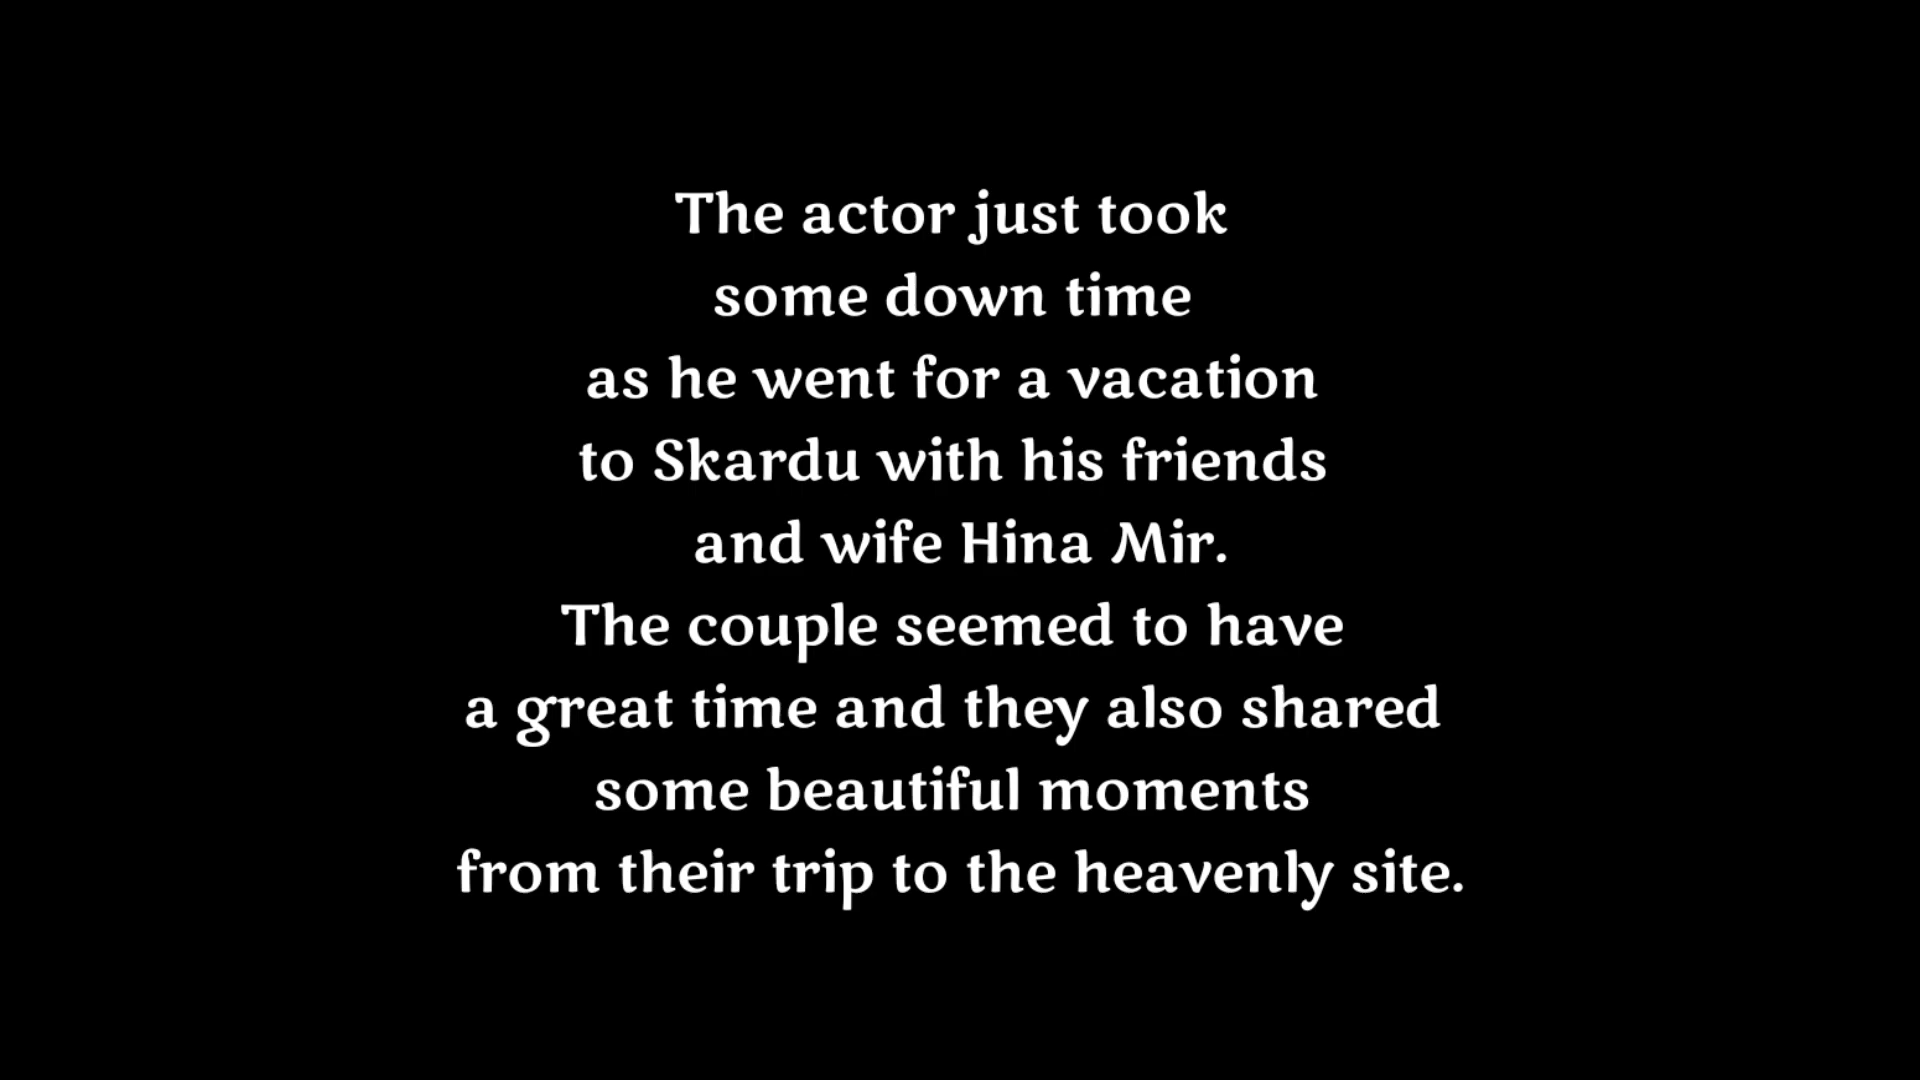 The actor just took
some down time
as he went for a vacation
to Skardu with his friends
and wife Hina Mir.
The couple seemed to have
a great time and they also shared
some beautiful moments
from their trip to the heavenly site.